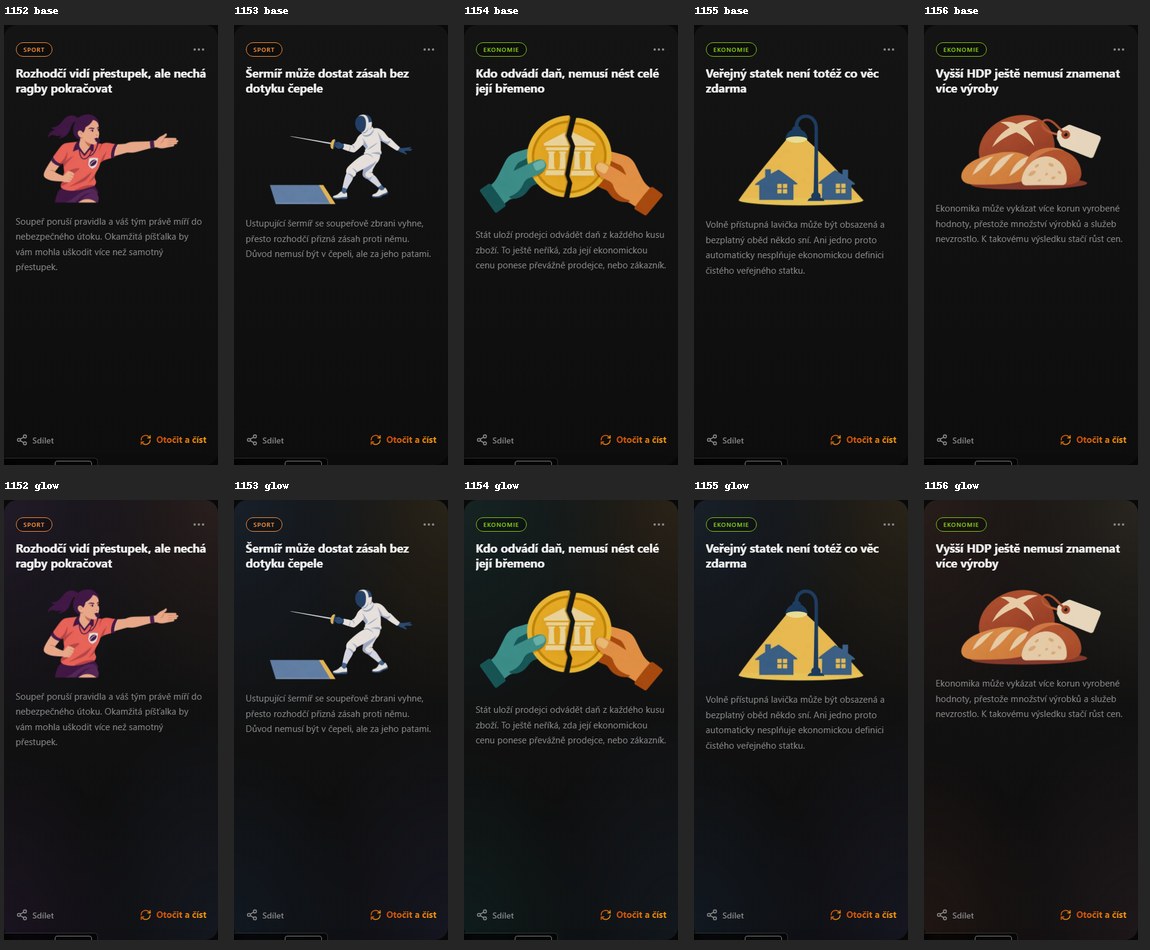 1152 base
SPORT
Rozhodčí vidí přestupek, ale nechá
ragby pokračovat
Soupeř poruší pravidla a váš tým právě míří do
nebezpečného útoku. Okamžitá píšťalka by
vám mohla uškodit více než samotný
přestupek.
Sdílet
Otočit a číst
1153 base
SPORT
Šermíř může dostat zásah bez
dotyku čepele
Ustupující šermíř se soupeřově zbrani vyhne,
přesto rozhodčí přizná zásah proti němu.
Důvod nemusí být v čepeli, ale za jeho patami.
Sdílet
Otočit a číst
1154 base
EKONOMIE
Kdo odvádí daň, nemusí nést celé
její břemeno
Stát uloží prodejci odvádět daň z každého kusu
zboží. To ještě neříká, zda její ekonomickou
cenu ponese převážně prodejce, nebo zákazník.
Sdílet
Otočit a číst
1155 base
EKONOMIE
Veřejný statek není totéž co věc
zdarma
Volně přístupná lavička může být obsazená a
bezplatný oběd někdo sní. Ani jedno proto
automaticky nesplňuje ekonomickou definici
čistého veřejného statku.
Sdílet
Otočit a číst
1156 base
EKONOMIE
Vyšší HDP ještě nemusí znamenat
více výroby
Ekonomika může vykázat více korun vyrobené
hodnoty, přestože množství výrobků a služeb
nevzrostlo. K takovému výsledku stačí růst cen.
Sdílet
Otočit a číst
1152 glow
SPORT
Rozhodčí vidí přestupek, ale nechá
ragby pokračovat
Soupeř poruší pravidla a váš tým právě míří do
nebezpečného útoku. Okamžitá píšťalka by
vám mohla uškodit více než samotný
přestupek.
Sdílet
Otočit a číst
1153 glow
SPORT
Šermíř může dostat zásah bez
dotyku čepele
Ustupující šermíř se soupeřově zbrani vyhne,
přesto rozhodčí přizná zásah proti němu.
Důvod nemusí být v čepeli, ale za jeho patami.
Sdílet
Otočit a číst
1154 glow
EKONOMIE
Kdo odvádí daň, nemusí nést celé
její břemeno
Stát uloží prodejci odvádět daň z každého kusu
zboží. To ještě neříká, zda její ekonomickou
cenu ponese převážně prodejce, nebo zákazník.
Sdílet
Otočit a číst
1155 glow
EKONOMIE
Veřejný statek není totéž co věc
zdarma
Volně přístupná lavička může být obsazená a
bezplatný oběd někdo sní. Ani jedno proto
automaticky nesplňuje ekonomickou definici
čistého veřejného statku.
Sdílet
Otočit a číst
1156 glow
EKONOMIE
Vyšší HDP ještě nemusí znamenat
více výroby
Ekonomika může vykázat více korun vyrobené
hodnoty, přestože množství výrobků a služeb
nevzrostlo. K takovému výsledku stačí růst cen.
Sdílet
Otočit a číst